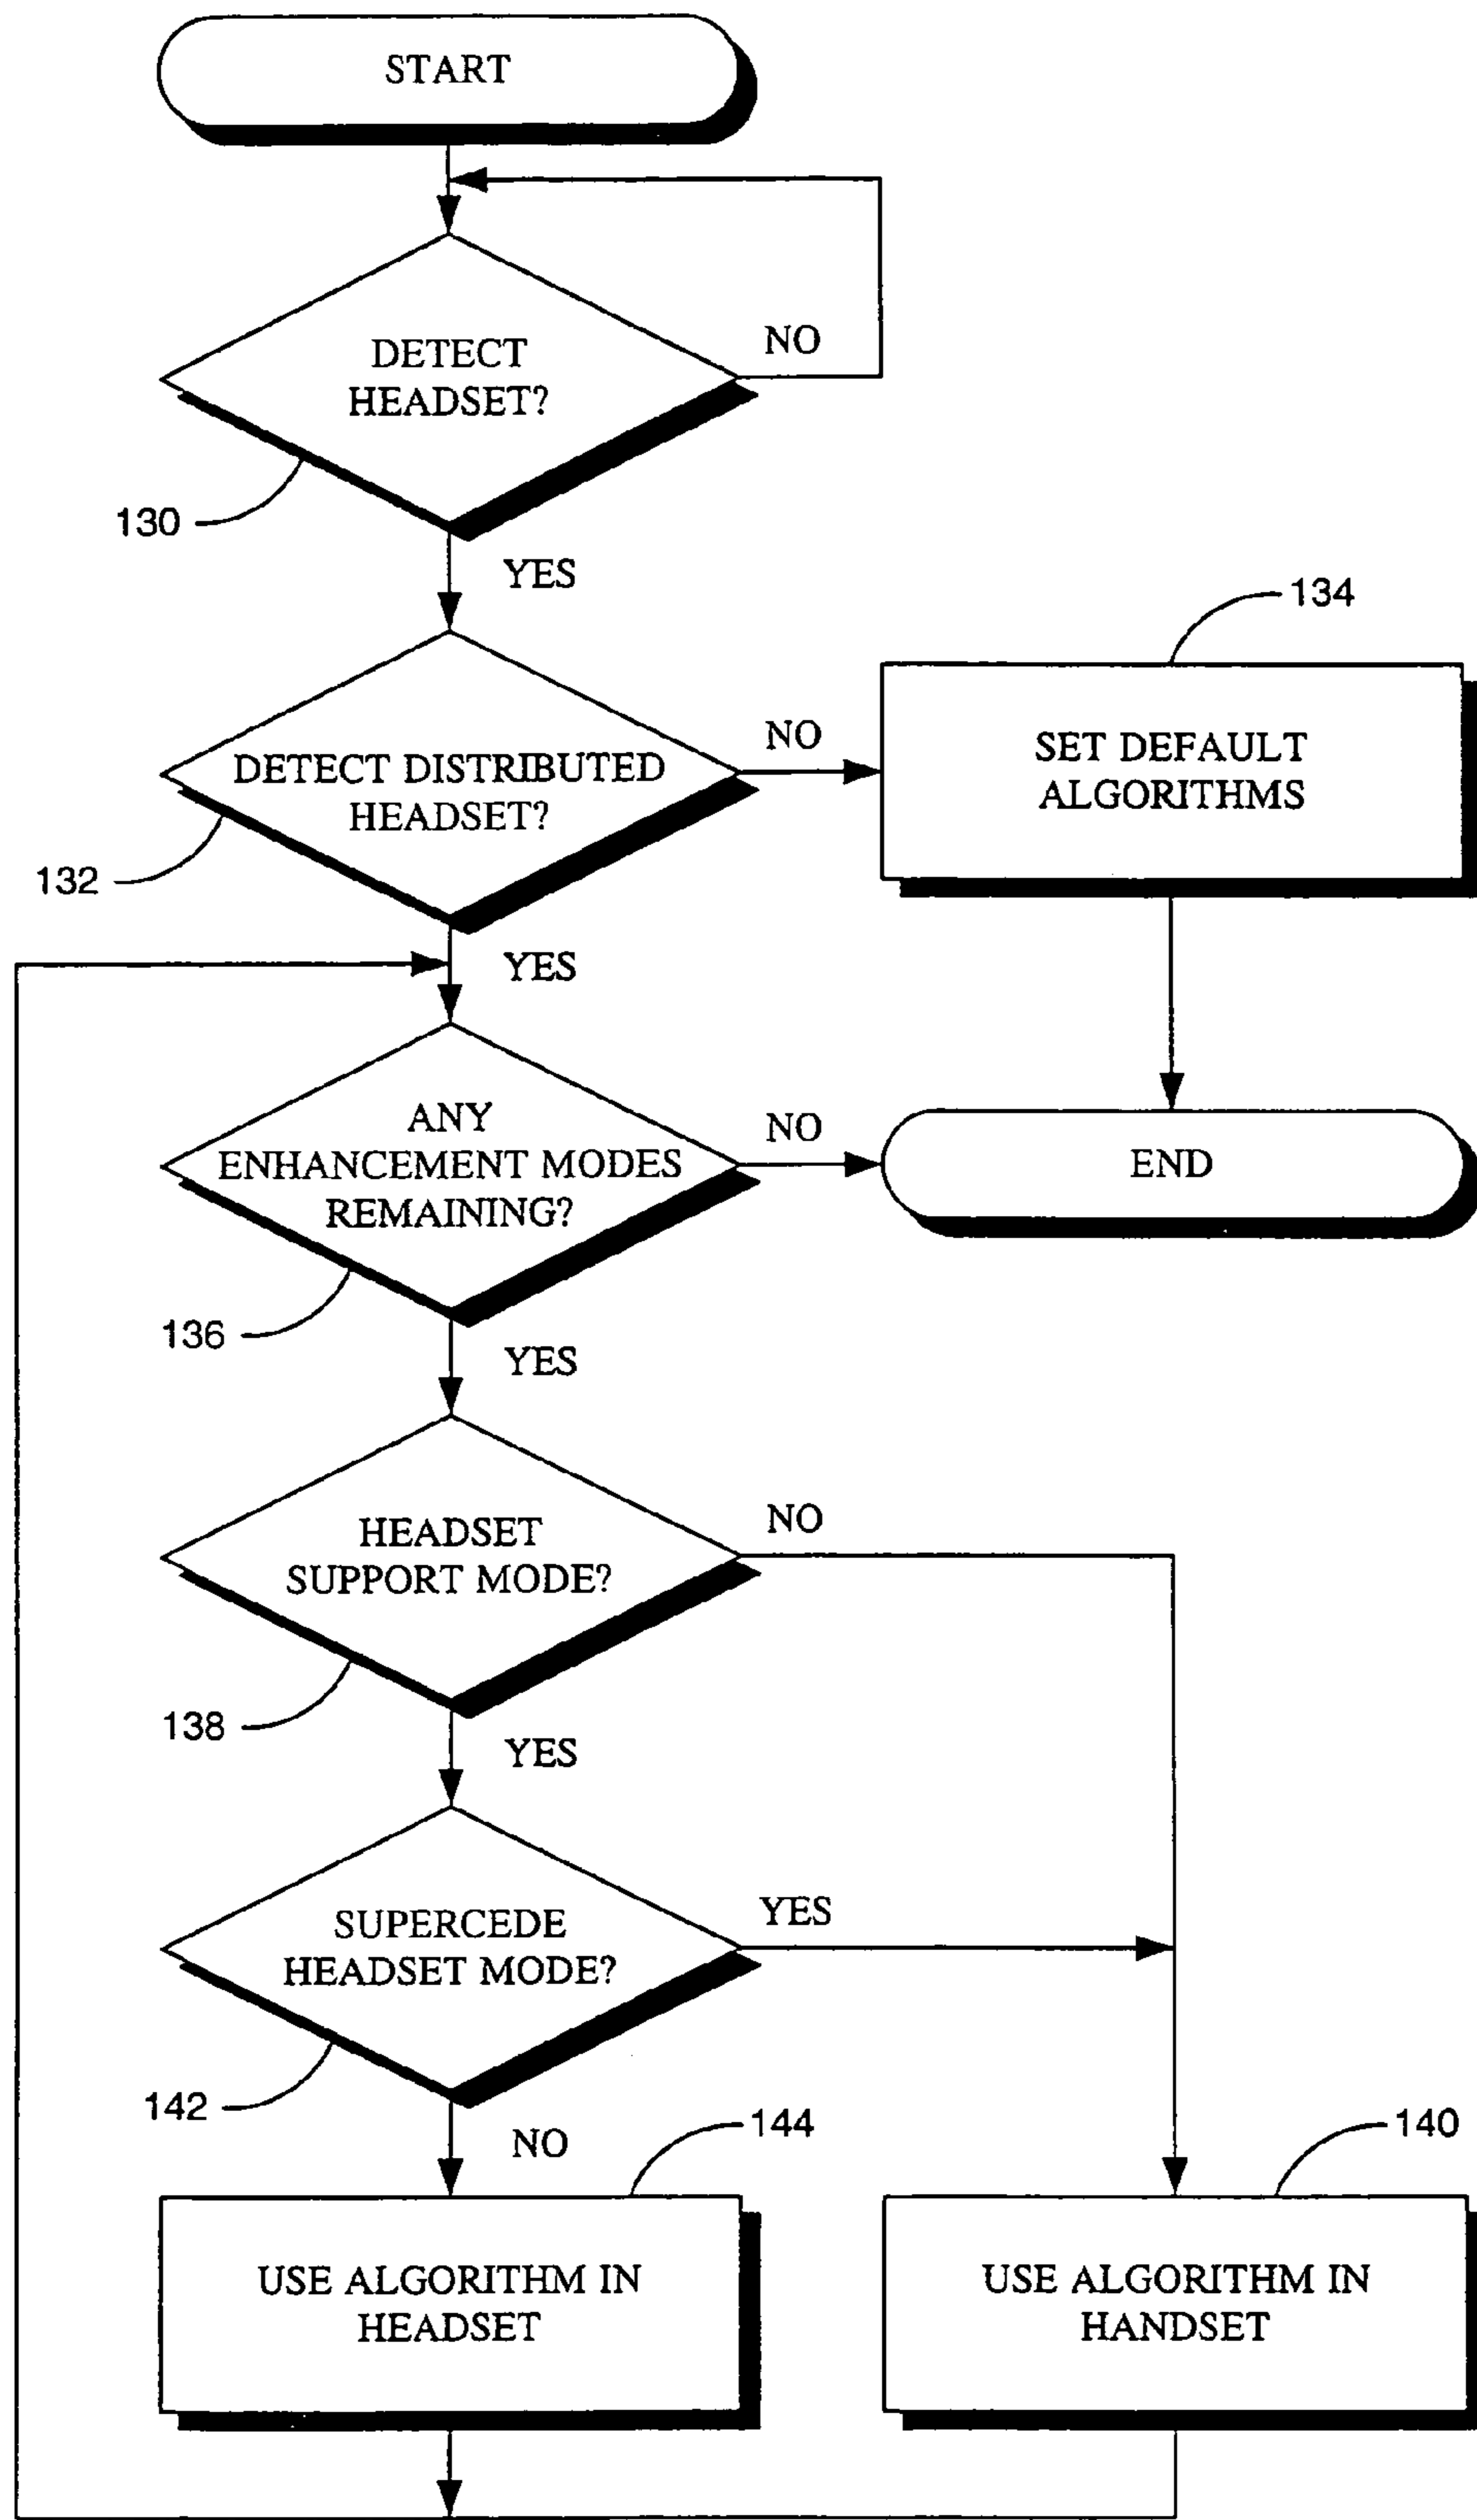 START
DETECT
HEADSET?
NO
130
YES
134
DETECT DISTRIBUTED
HEADSET?
NO
SET DEFAULT
ALGORITHMS
132
YES
ANY
ENHANCEMENT MODES
REMAINING?
NO
END
136
YES
HEADSET
SUPPORT MODE?
NO
138
YES
SUPERCEDE
HEADSET MODE?
YES
142
NO
144
140
USE ALGORITHM IN
HEADSET
USE ALGORITHM IN
HANDSET